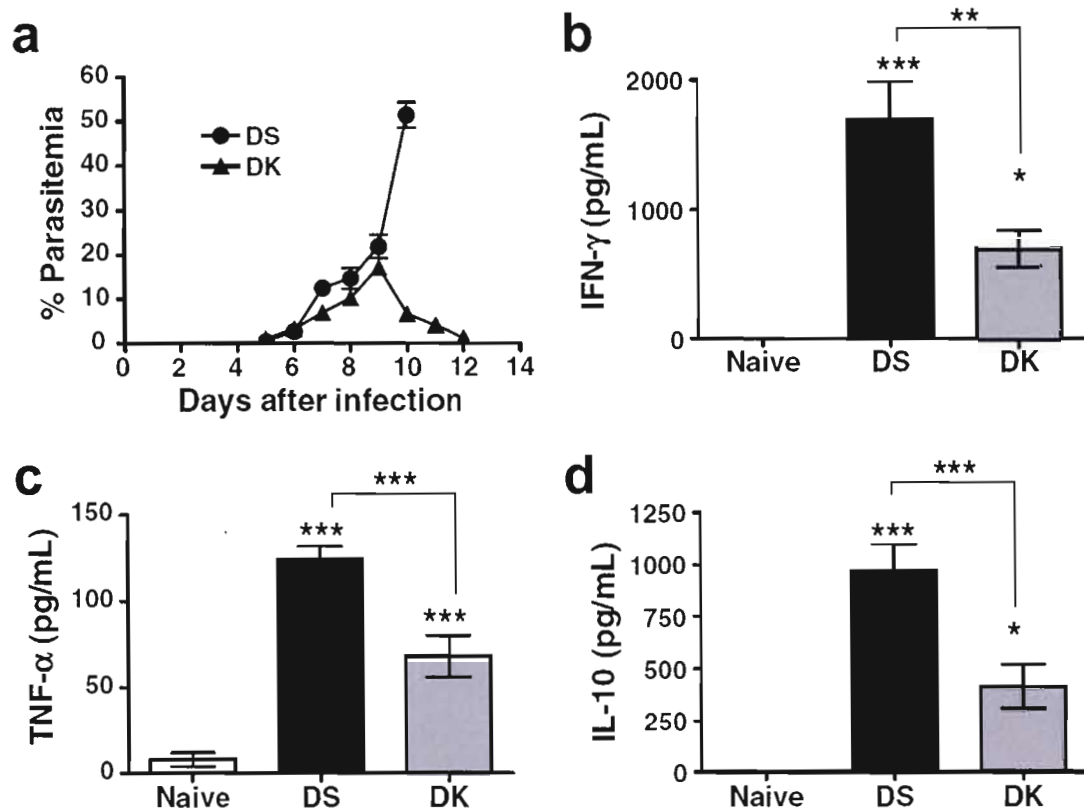 a
60
50
40
30
20
10
0
% Parasitemia
DS
DK
0 2 4 6 8 10 12 14
Days after infection
b
**
***
*
2000
1000
0
IFN-γ (pg/mL)
Naive DS DK
c
***
***
***
150
100
50
0
TNF-α (pg/mL)
Naive DS DK
d
***
***
*
1250
1000
750
500
250
0
IL-10 (pg/mL)
Naive DS DK